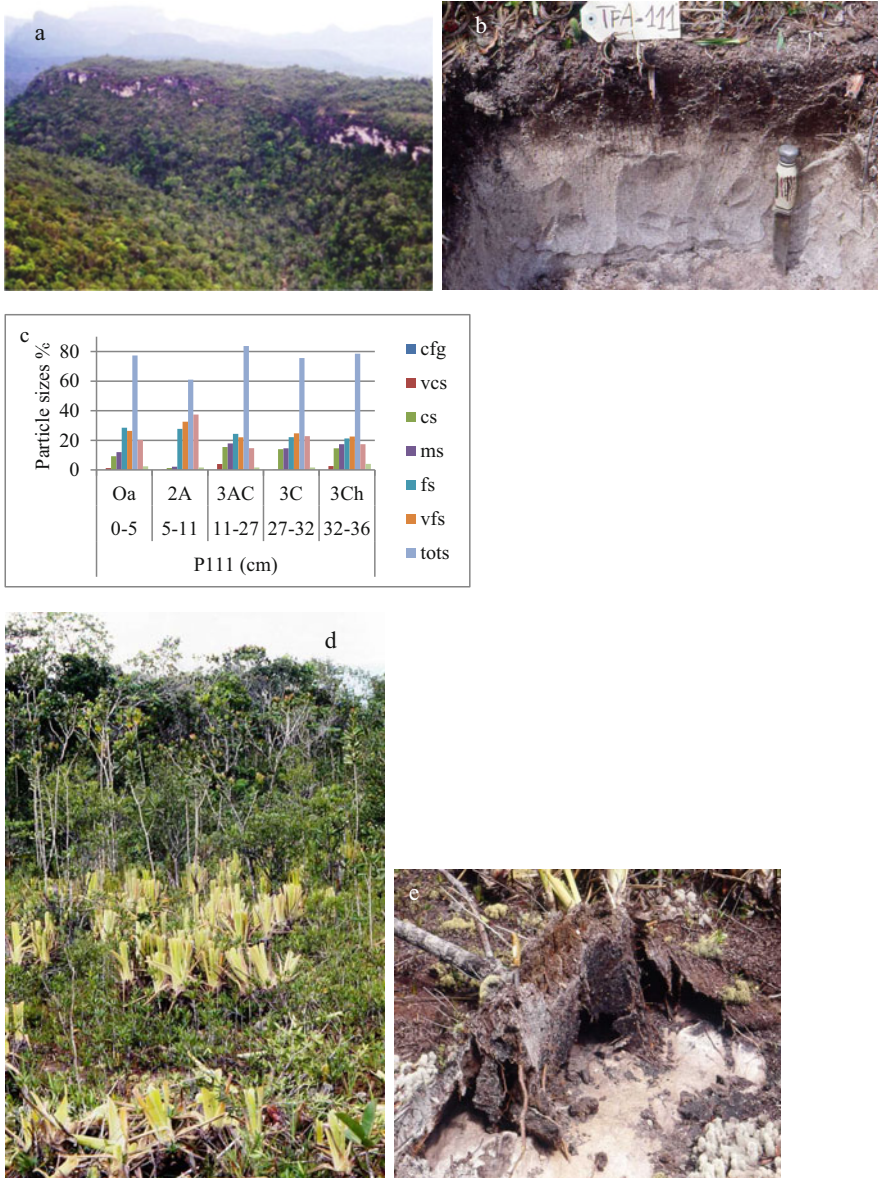 a
b
TFA-111
c
Particle sizes %
80
60
40
20
0
Oa 2A 3AC 3C 3Ch
0-5 5-11 11-27 27-32 32-36
P111 (cm)
cfg
vcs
cs
ms
fs
vfs
tots
d
e